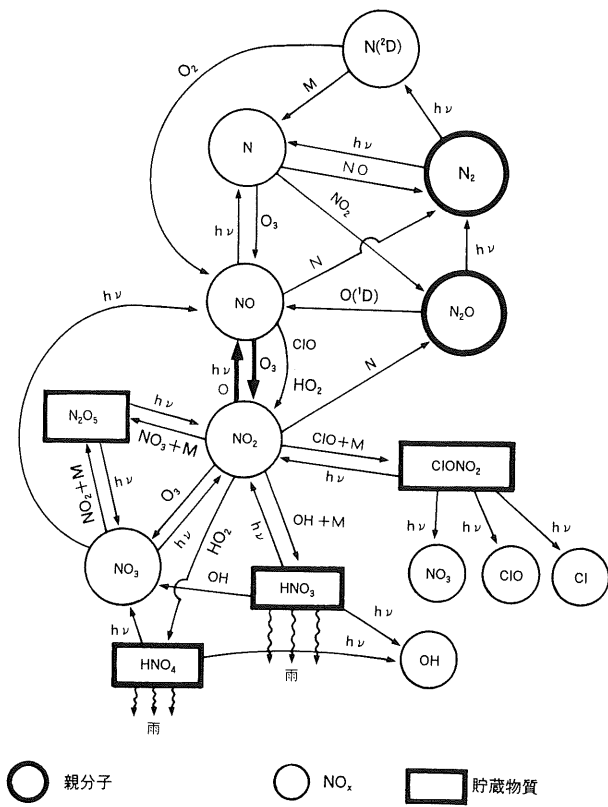 N(²D)
O₂
M
hν
N
hν
NO
N₂
NO₂
hν
O₃
N
hν
hν
O(¹D)
NO
N₂O
ClO
hν
O₃
O
HO₂
N
N₂O₅
hν
NO₃+M
NO₂
ClO+M
hν
ClONO₂
NO₂+M
hν
O₃
hν
HO₂
hν
OH+M
hν
hν
hν
NO₃
OH
HNO₃
NO₃
ClO
Cl
hν
hν
hν
HNO₄
雨
OH
雨
親分子
NOₓ
貯蔵物質